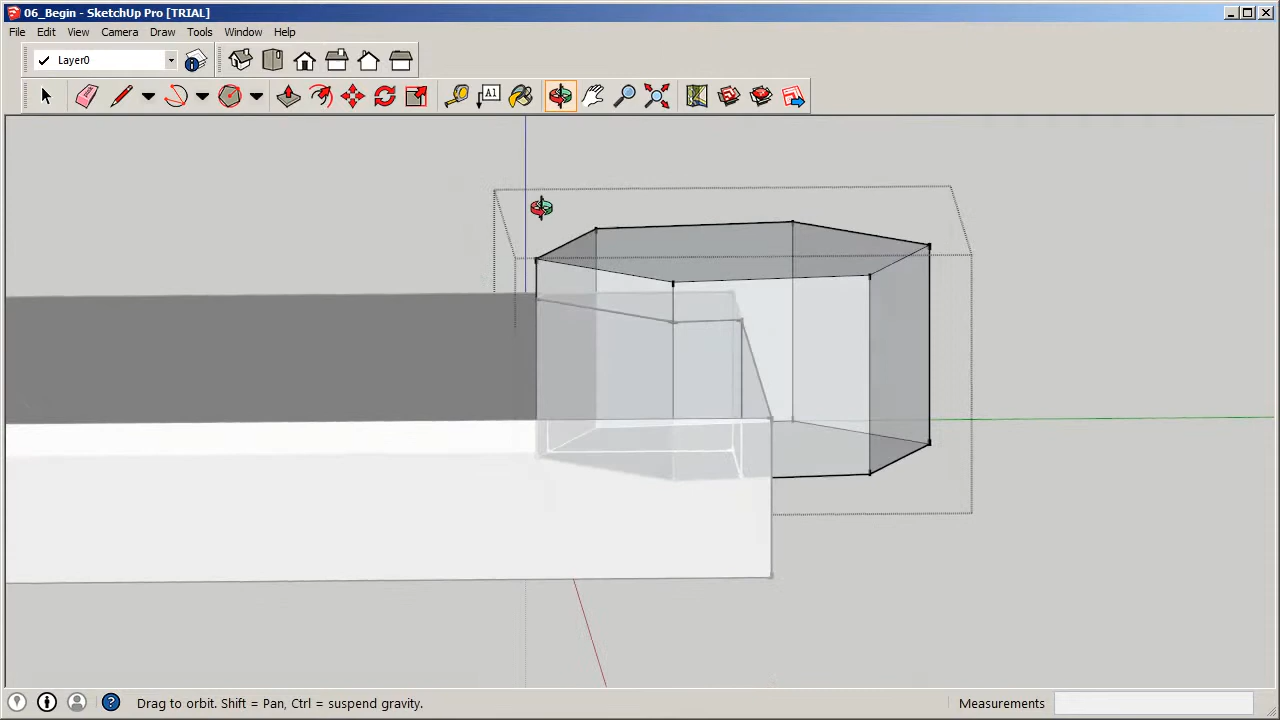 06_Begin - SketchUp Pro [TRIAL]
File Edit View Camera Draw Tools Window Help
Layer0
A1
Drag to orbit. Shift = Pan, Ctrl = suspend gravity.
Measurements